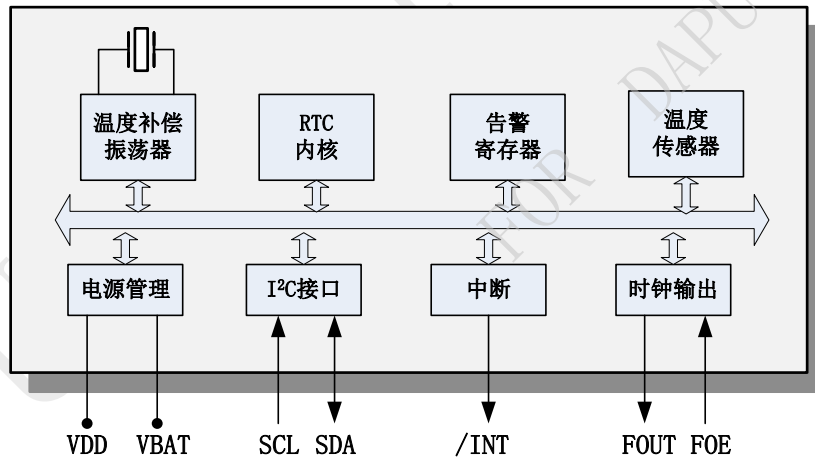 DAPU
温度补偿
振荡器
RTC
内核
告警
寄存器
温度
传感器
FOR
电源管理
I²C接口
中断
时钟输出
VDD VBAT SCL SDA /INT FOUT FOE